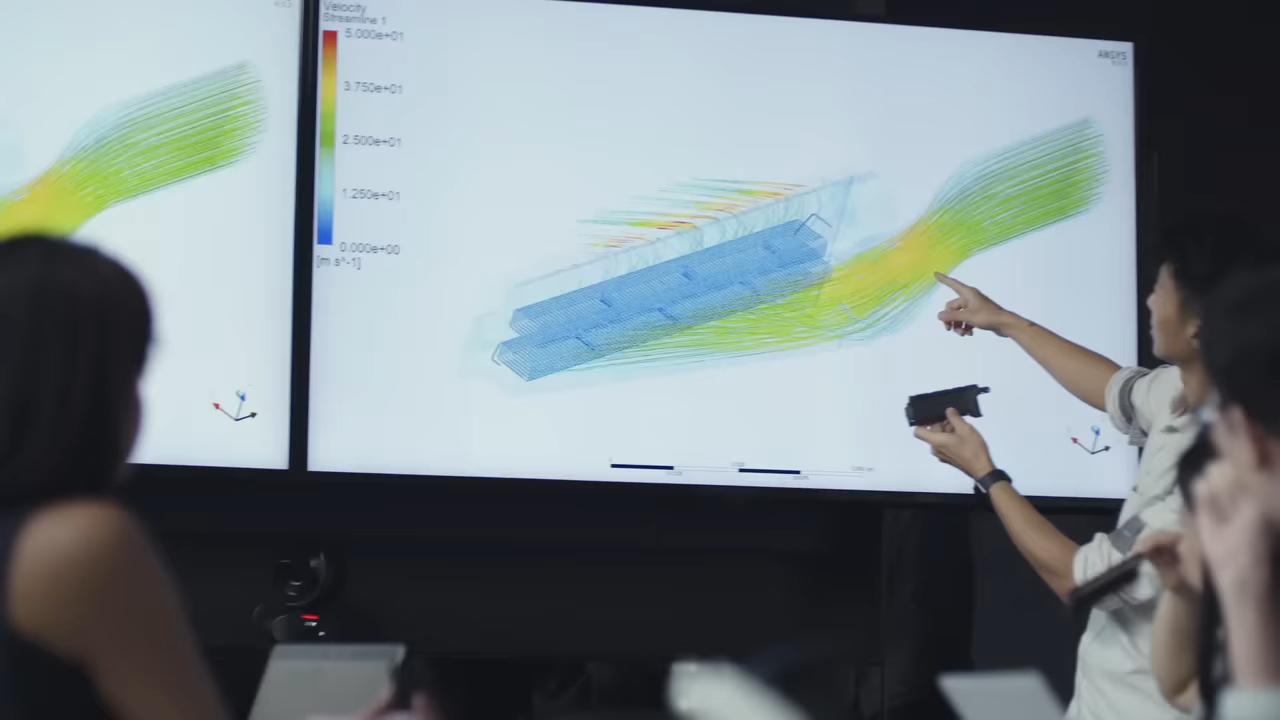 Velocity
Streamline 1
5.000e+01
3.750e+01
2.500e+01
1.250e+01
0.000e+00
[m s^-1]
ANSYS